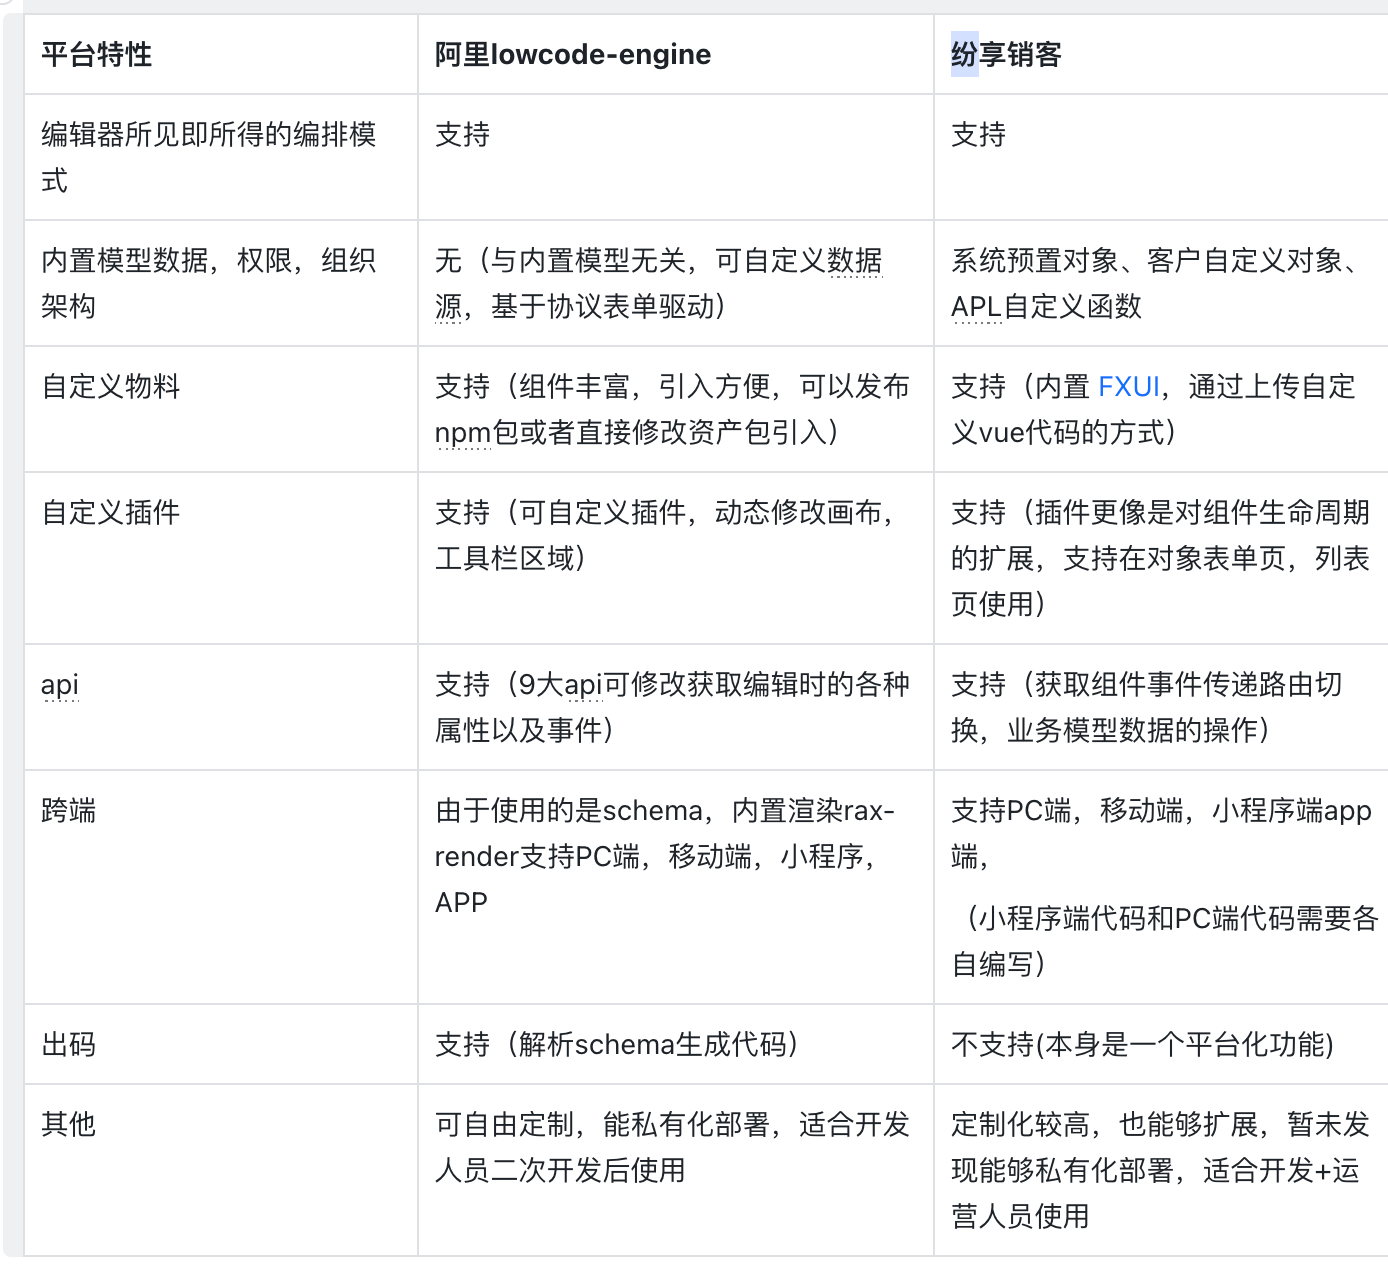 平台特性
阿里lowcode-engine
纷享销客
编辑器所见即所得的编排模
式
支持
支持
内置模型数据，权限，组织
架构
无（与内置模型无关，可自定义数据
源，基于协议表单驱动）
系统预置对象、客户自定义对象、
APL自定义函数
自定义物料
支持（组件丰富，引入方便，可以发布
npm包或者直接修改资产包引入）
支持（内置 FXUI，通过上传自定
义vue代码的方式）
自定义插件
支持（可自定义插件，动态修改画布，
工具栏区域）
支持（插件更像是对组件生命周期
的扩展，支持在对象表单页，列表
页使用）
api
支持（9大api可修改获取编辑时的各种
属性以及事件）
支持（获取组件事件传递路由切
换，业务模型数据的操作）
跨端
由于使用的是schema，内置渲染rax-
render支持PC端，移动端，小程序，
APP
支持PC端，移动端，小程序端app
端，
（小程序端代码和PC端代码需要各
自编写）
出码
支持（解析schema生成代码）
不支持(本身是一个平台化功能)
其他
可自由定制，能私有化部署，适合开发
人员二次开发后使用
定制化较高，也能够扩展，暂未发
现能够私有化部署，适合开发+运
营人员使用